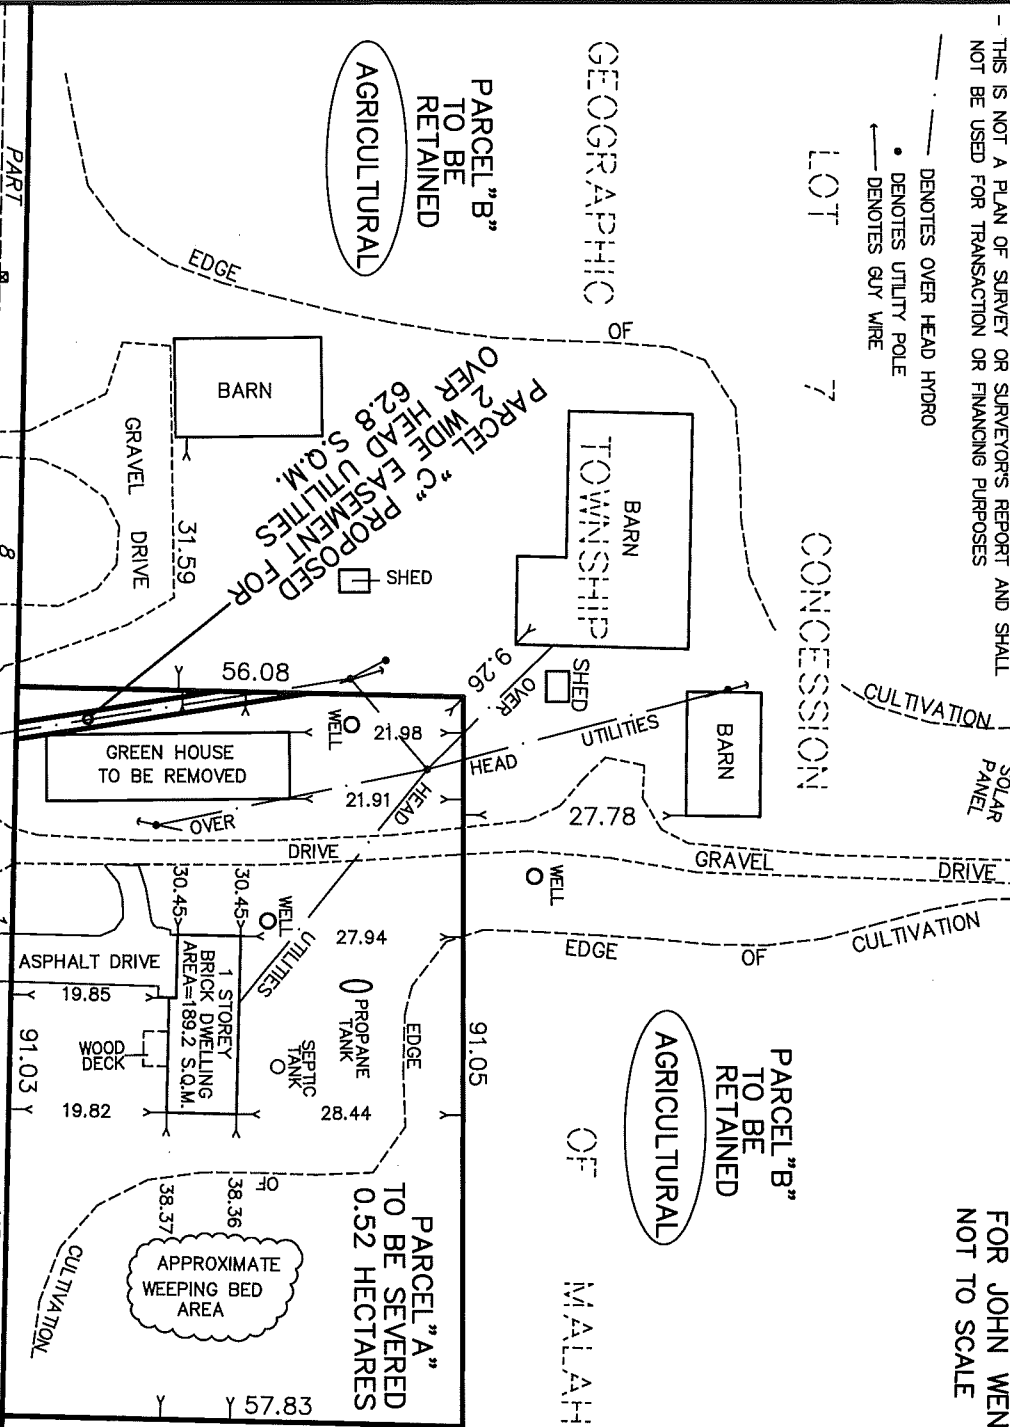 - THIS IS NOT A PLAN OF SURVEY OR SURVEYOR'S REPORT AND SHALL
NOT BE USED FOR TRANSACTION OR FINANCING PURPOSES
DENOTES OVER HEAD HYDRO
DENOTES UTILITY POLE
DENOTES GUY WIRE
FOR JOHN WEN
NOT TO SCALE
LOT 7 CONCESSION
GEOGRAPHIC TOWNSHIP OF MALAH
PARCEL "B"
TO BE
RETAINED
AGRICULTURAL
EDGE OF CULTIVATION
SOLAR
PANEL
BARN
BARN
BARN
SHED
SHED
GRAVEL DRIVE
31.59
PARCEL "C" PROPOSED
2 WIDE EASEMENT FOR
OVER HEAD UTILITIES
62.8 S.Q.M.
56.08
9.26
OVER HEAD UTILITIES
OVER HEAD UTILITIES
27.78
GRAVEL DRIVE
DRIVE
WELL
WELL
WELL
21.98
21.91
GREEN HOUSE
TO BE REMOVED
EDGE OF CULTIVATION
PARCEL "B"
TO BE
RETAINED
AGRICULTURAL
30.45
30.45
27.94
91.05
ASPHALT DRIVE
1 STOREY
BRICK DWELLING
AREA=189.2 S.Q.M.
PROPANE
TANK
SEPTIC
TANK
EDGE OF CULTIVATION
19.85
WOOD
DECK
19.82
91.03
28.44
38.36
38.37
APPROXIMATE
WEEPING BED
AREA
PARCEL "A"
TO BE SEVERED
0.52 HECTARES
57.83
PART
8